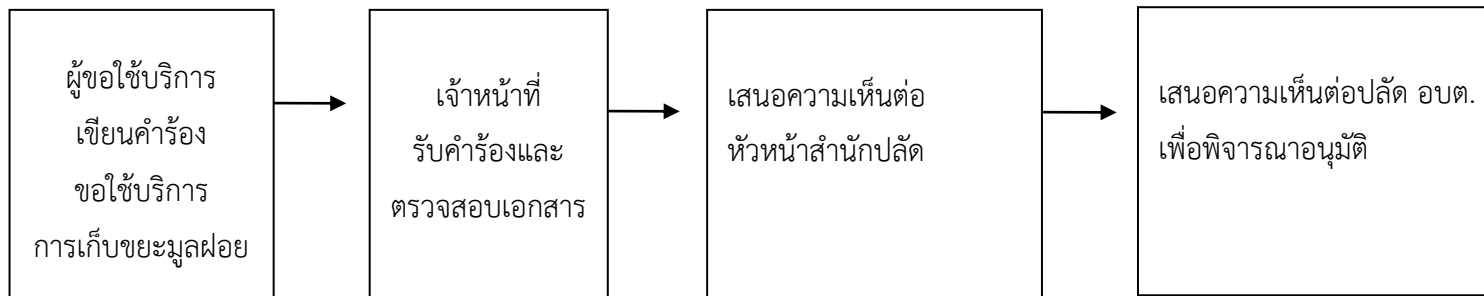 ผู้ขอใช้บริการ
เขียนคำร้อง
ขอใช้บริการ
การเก็บขยะมูลฝอย
เจ้าหน้าที่
รับคำร้องและ
ตรวจสอบเอกสาร
เสนอความเห็นต่อ
หัวหน้าสำนักปลัด
เสนอความเห็นต่อปลัด อบต.
เพื่อพิจารณาอนุมัติ